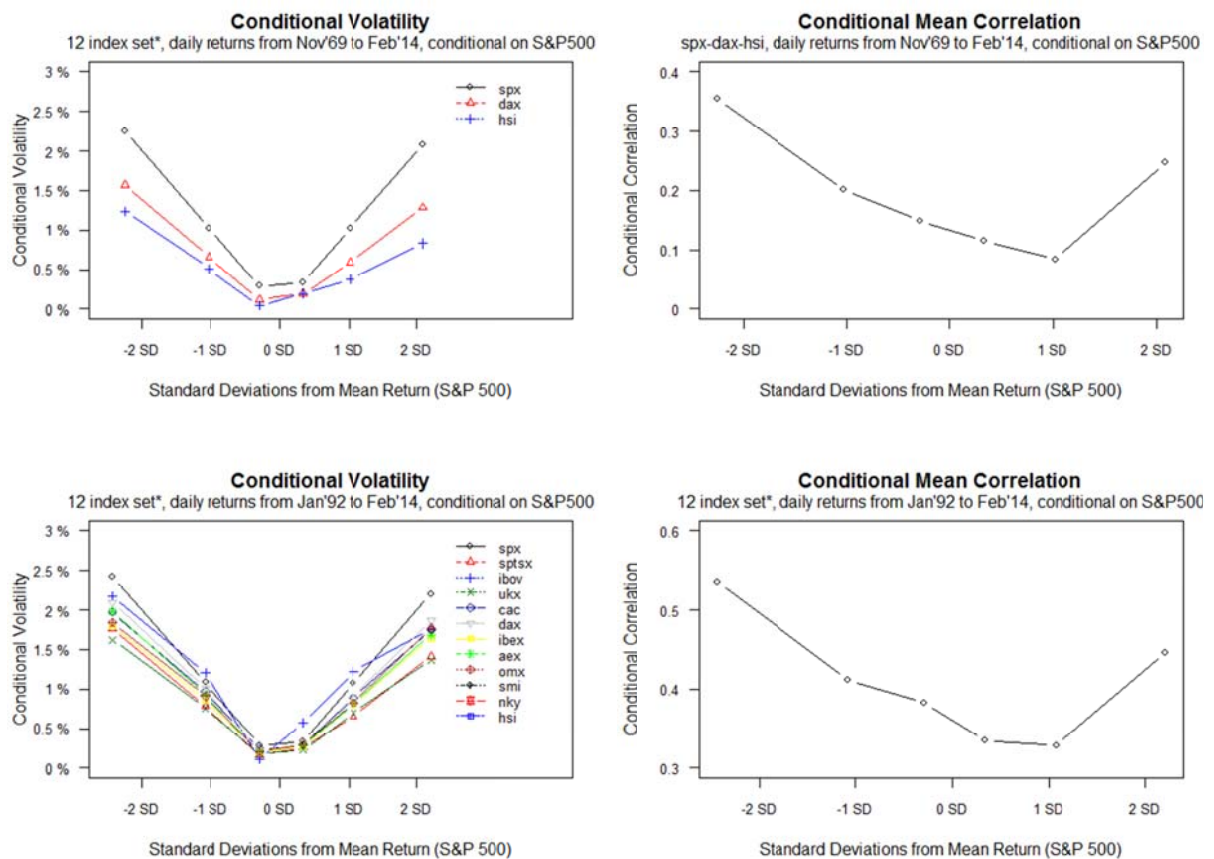 Conditional Volatility
12 index set*, daily returns from Nov'69 to Feb'14, conditional on S&P500
3 %
2.5 %
2 %
1.5 %
1 %
0.5 %
0 %
Conditional Volatility
spx
dax
hsi
-2 SD -1 SD 0 SD 1 SD 2 SD
Standard Deviations from Mean Return (S&P 500)
Conditional Mean Correlation
spx-dax-hsi, daily returns from Nov'69 to Feb'14, conditional on S&P500
0.4
0.3
0.2
0.1
0
Conditional Correlation
-2 SD -1 SD 0 SD 1 SD 2 SD
Standard Deviations from Mean Return (S&P 500)
Conditional Volatility
12 index set*, daily returns from Jan'92 to Feb'14, conditional on S&P500
3 %
2.5 %
2 %
1.5 %
1 %
0.5 %
0 %
Conditional Volatility
spx
sptsx
ibov
ukx
cac
dax
ibex
aex
omx
smi
nky
hsi
-2 SD -1 SD 0 SD 1 SD 2 SD
Standard Deviations from Mean Return (S&P 500)
Conditional Mean Correlation
12 index set*, daily returns from Jan'92 to Feb'14, conditional on S&P500
0.6
0.5
0.4
0.3
Conditional Correlation
-2 SD -1 SD 0 SD 1 SD 2 SD
Standard Deviations from Mean Return (S&P 500)